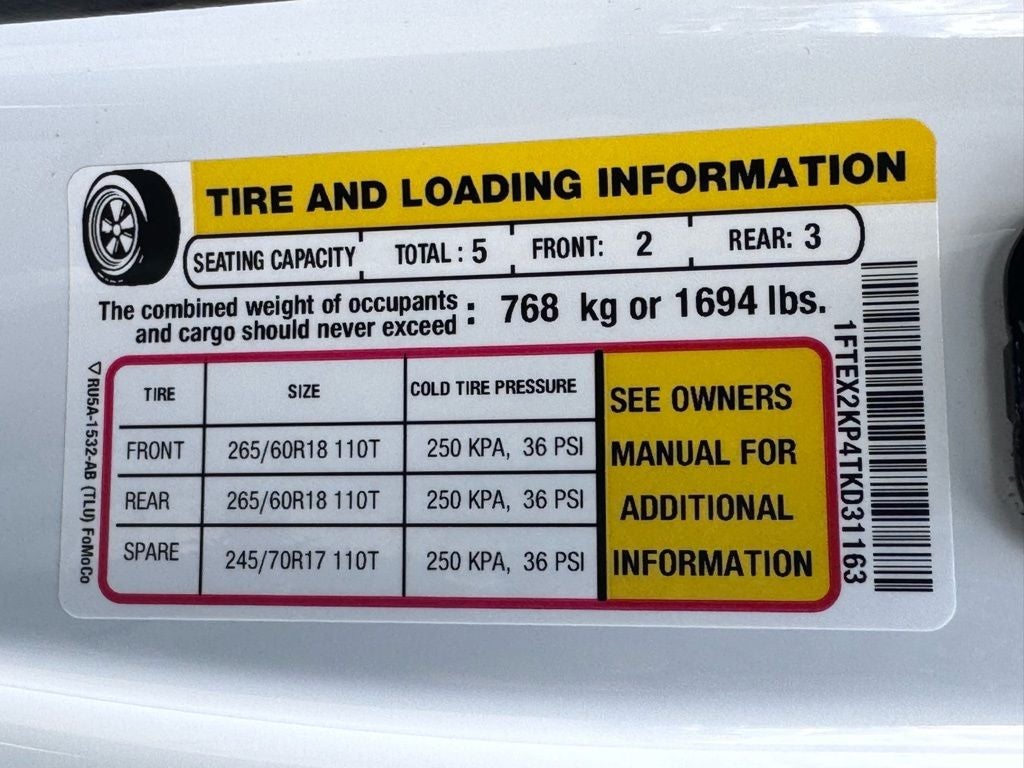 TIRE AND LOADING INFORMATION
SEATING CAPACITY TOTAL : 5 FRONT: 2 REAR: 3
The combined weight of occupants
and cargo should never exceed : 768 kg or 1694 lbs.
TIRE SIZE COLD TIRE PRESSURE
FRONT 265/60R18 110T 250 KPA, 36 PSI
REAR 265/60R18 110T 250 KPA, 36 PSI
SPARE 245/70R17 110T 250 KPA, 36 PSI
SEE OWNERS
MANUAL FOR
ADDITIONAL
INFORMATION
1FTEX2KP4TKD31163
RU5A-1532-AB (TLU) FoMoCo